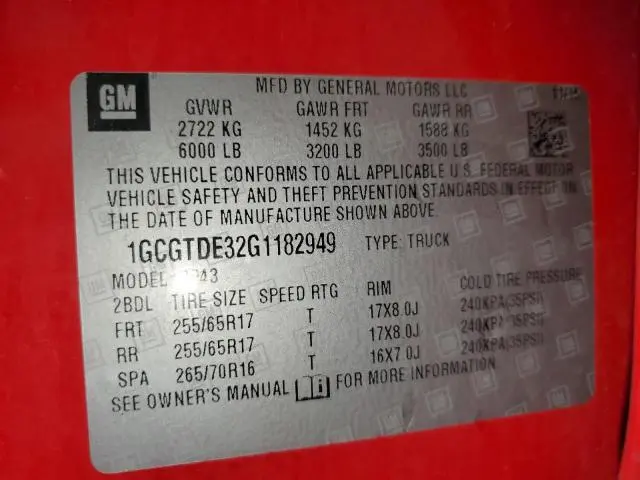 GM
MFD BY GENERAL MOTORS LLC
GVWR GAWR FRT GAWR RR
2722 KG 1452 KG 1588 KG
6000 LB 3200 LB 3500 LB
THIS VEHICLE CONFORMS TO ALL APPLICABLE U.S. FEDERAL MOTOR
VEHICLE SAFETY AND THEFT PREVENTION STANDARDS IN EFFECT ON
THE DATE OF MANUFACTURE SHOWN ABOVE.
1GCGTDE32G1182949 TYPE: TRUCK
MODEL:
2BDL TIRE SIZE SPEED RTG RIM COLD TIRE PRESSURE
FRT 255/65R17 T 17X8.0J 240KPA(35PSI)
RR 255/65R17 T 17X8.0J 240KPA(35PSI)
SPA 265/70R16 T 16X7.0J 240KPA(35PSI)
SEE OWNER'S MANUAL FOR MORE INFORMATION